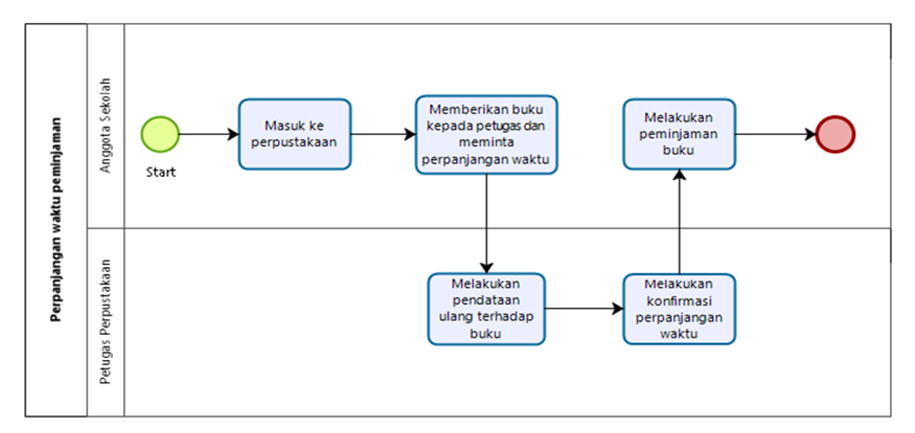 Perpanjangan waktu peminjaman
Anggota Sekolah
Start
Masuk ke
perpustakaan
Memberikan buku
kepada petugas dan
meminta
perpanjangan waktu
Melakukan
peminjaman
buku
Petugas Perpustakaan
Melakukan
pendataan
ulang terhadap
buku
Melakukan
konfirmasi
perpanjangan
waktu